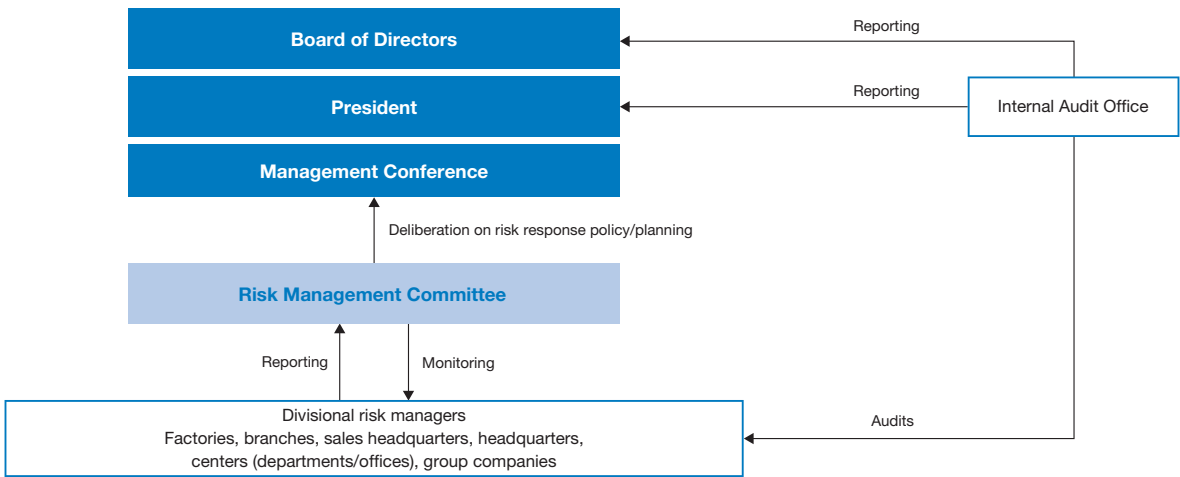 Board of Directors
Reporting
President
Reporting
Internal Audit Office
Management Conference
Deliberation on risk response policy/planning
Risk Management Committee
Reporting
Monitoring
Divisional risk managers
Factories, branches, sales headquarters, headquarters,
centers (departments/offices), group companies
Audits